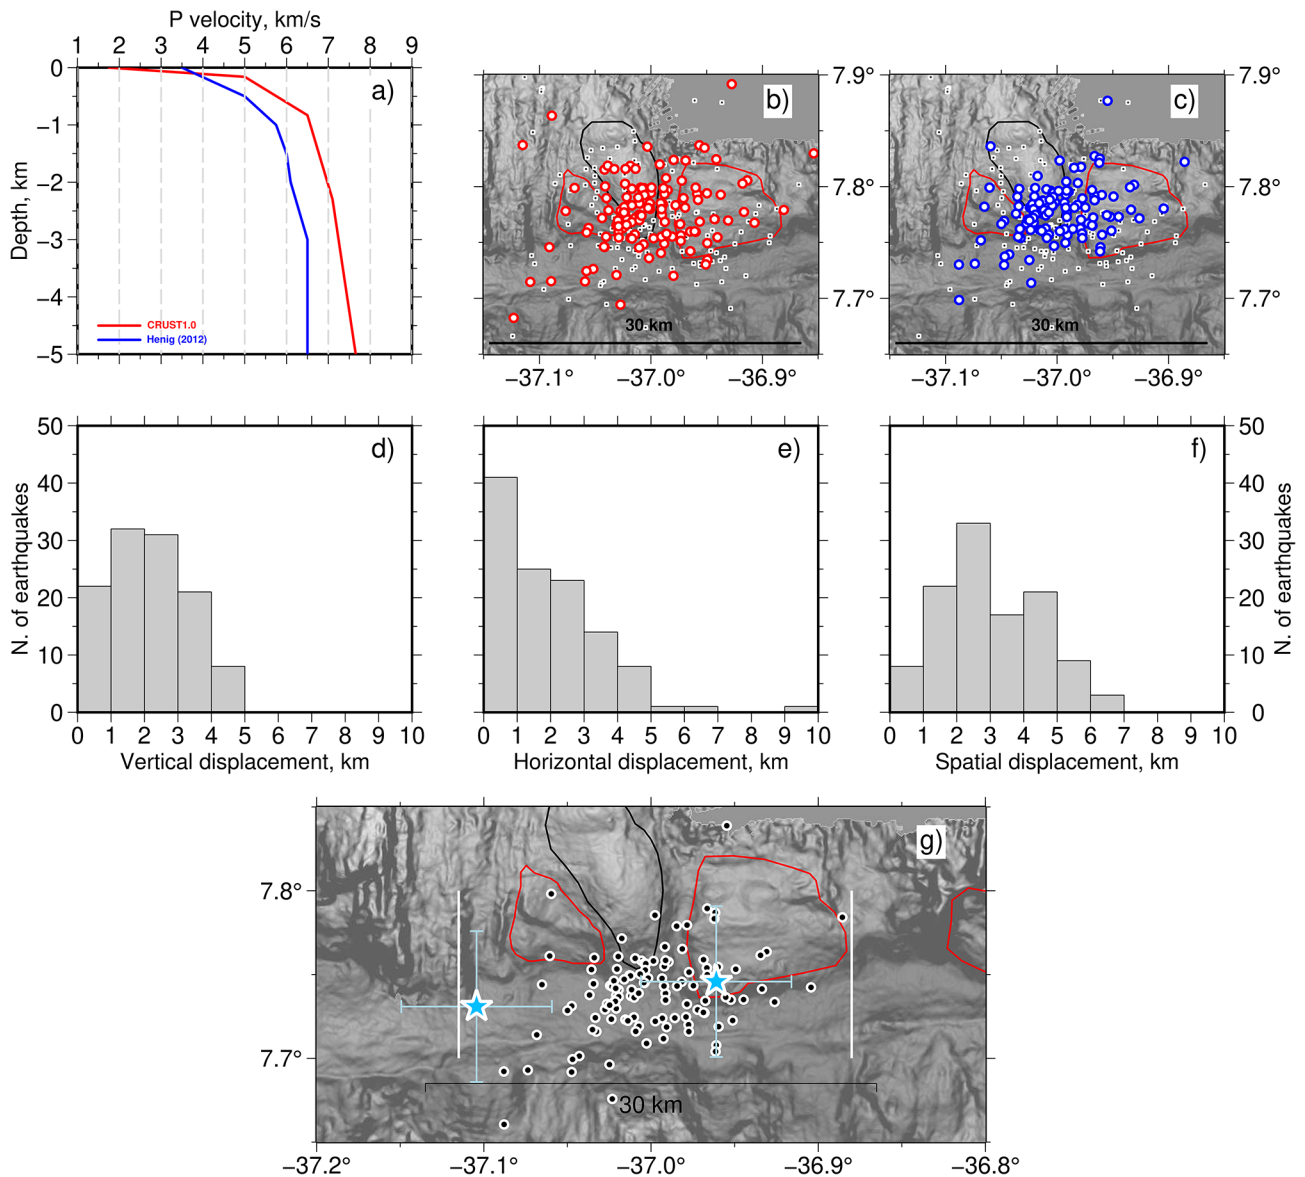 P velocity, km/s
1 2 3 4 5 6 7 8 9
0
−1
−2
−3
−4
−5
Depth, km
a)
CRUST1.0
Henig (2012)
b)
30 km
−37.1° −37.0° −36.9°
7.9°
7.8°
7.7°
c)
30 km
−37.1° −37.0° −36.9°
7.9°
7.8°
7.7°
d)
50
40
30
20
10
0
N. of earthquakes
0 1 2 3 4 5 6 7 8 9 10
Vertical displacement, km
e)
0 1 2 3 4 5 6 7 8 9 10
Horizontal displacement, km
f)
50
40
30
20
10
0
N. of earthquakes
0 1 2 3 4 5 6 7 8 9 10
Spatial displacement, km
g)
7.8°
7.7°
30 km
−37.2° −37.1° −37.0° −36.9° −36.8°